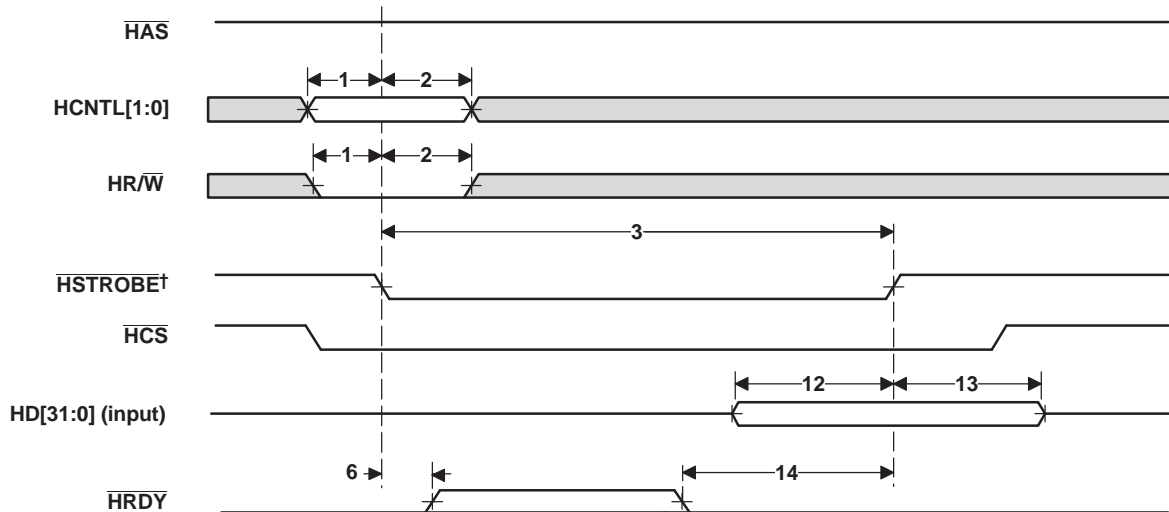 HAS
1 2
HCNTL[1:0]
1 2
HR/W
3
HSTROBE†
HCS
12 13
HD[31:0] (input)
6 14
HRDY